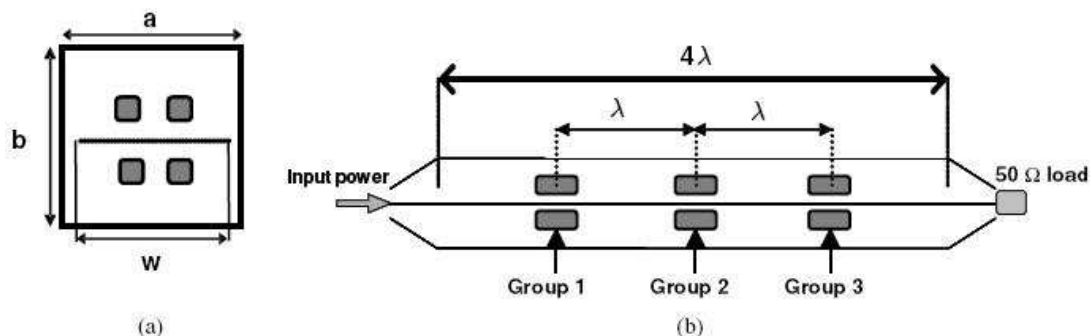 a
b
w
(a)
4λ
λ
λ
Input power
50 Ω load
Group 1
Group 2
Group 3
(b)